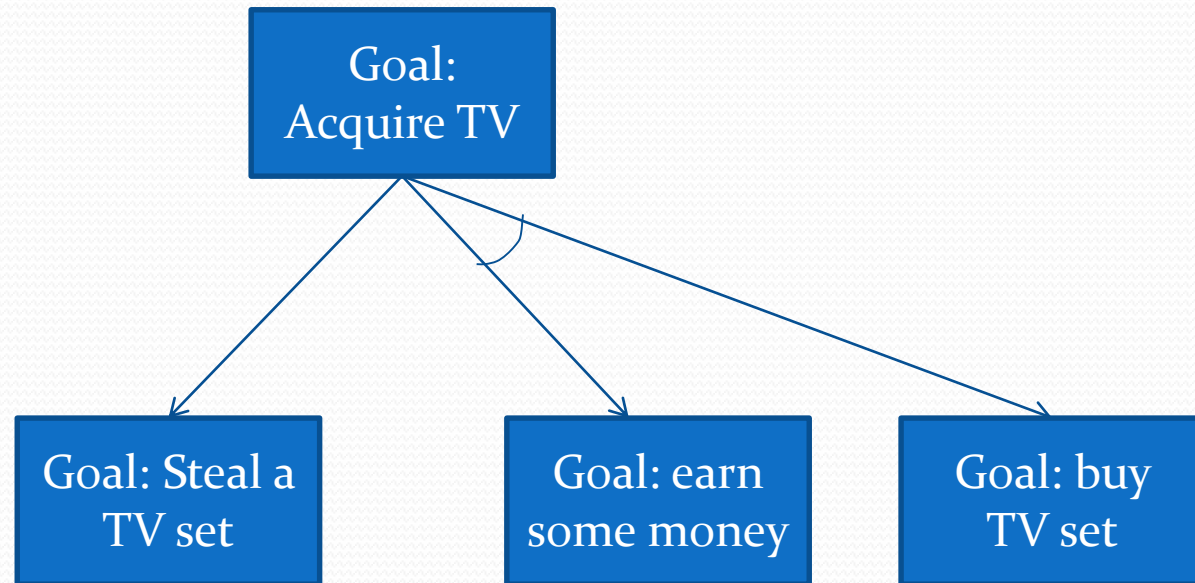 Goal:
Acquire TV
Goal: Steal a
TV set
Goal: earn
some money
Goal: buy
TV set